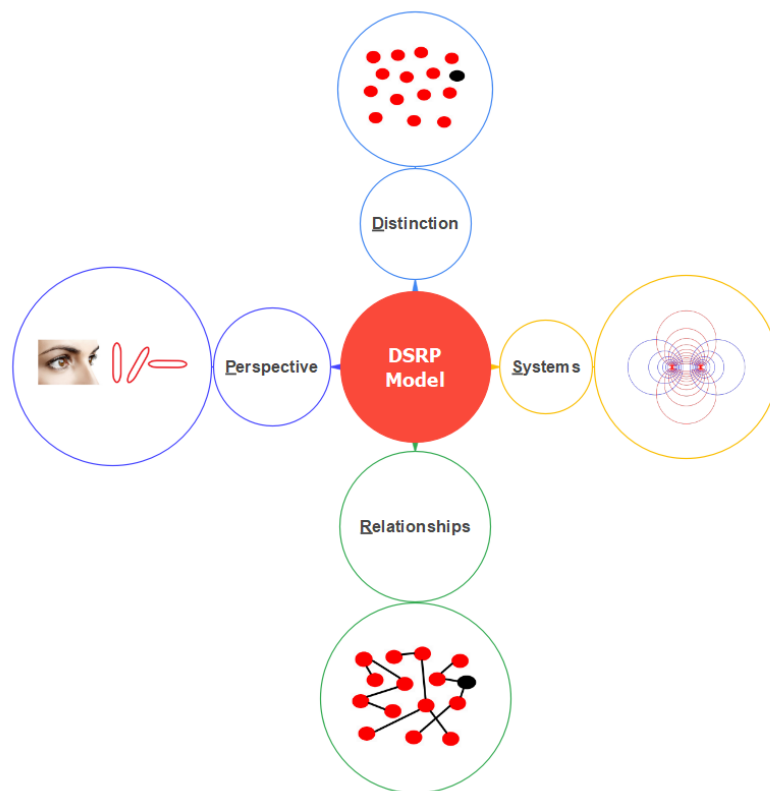 Distinction
Perspective
DSRP
Model
Systems
Relationships